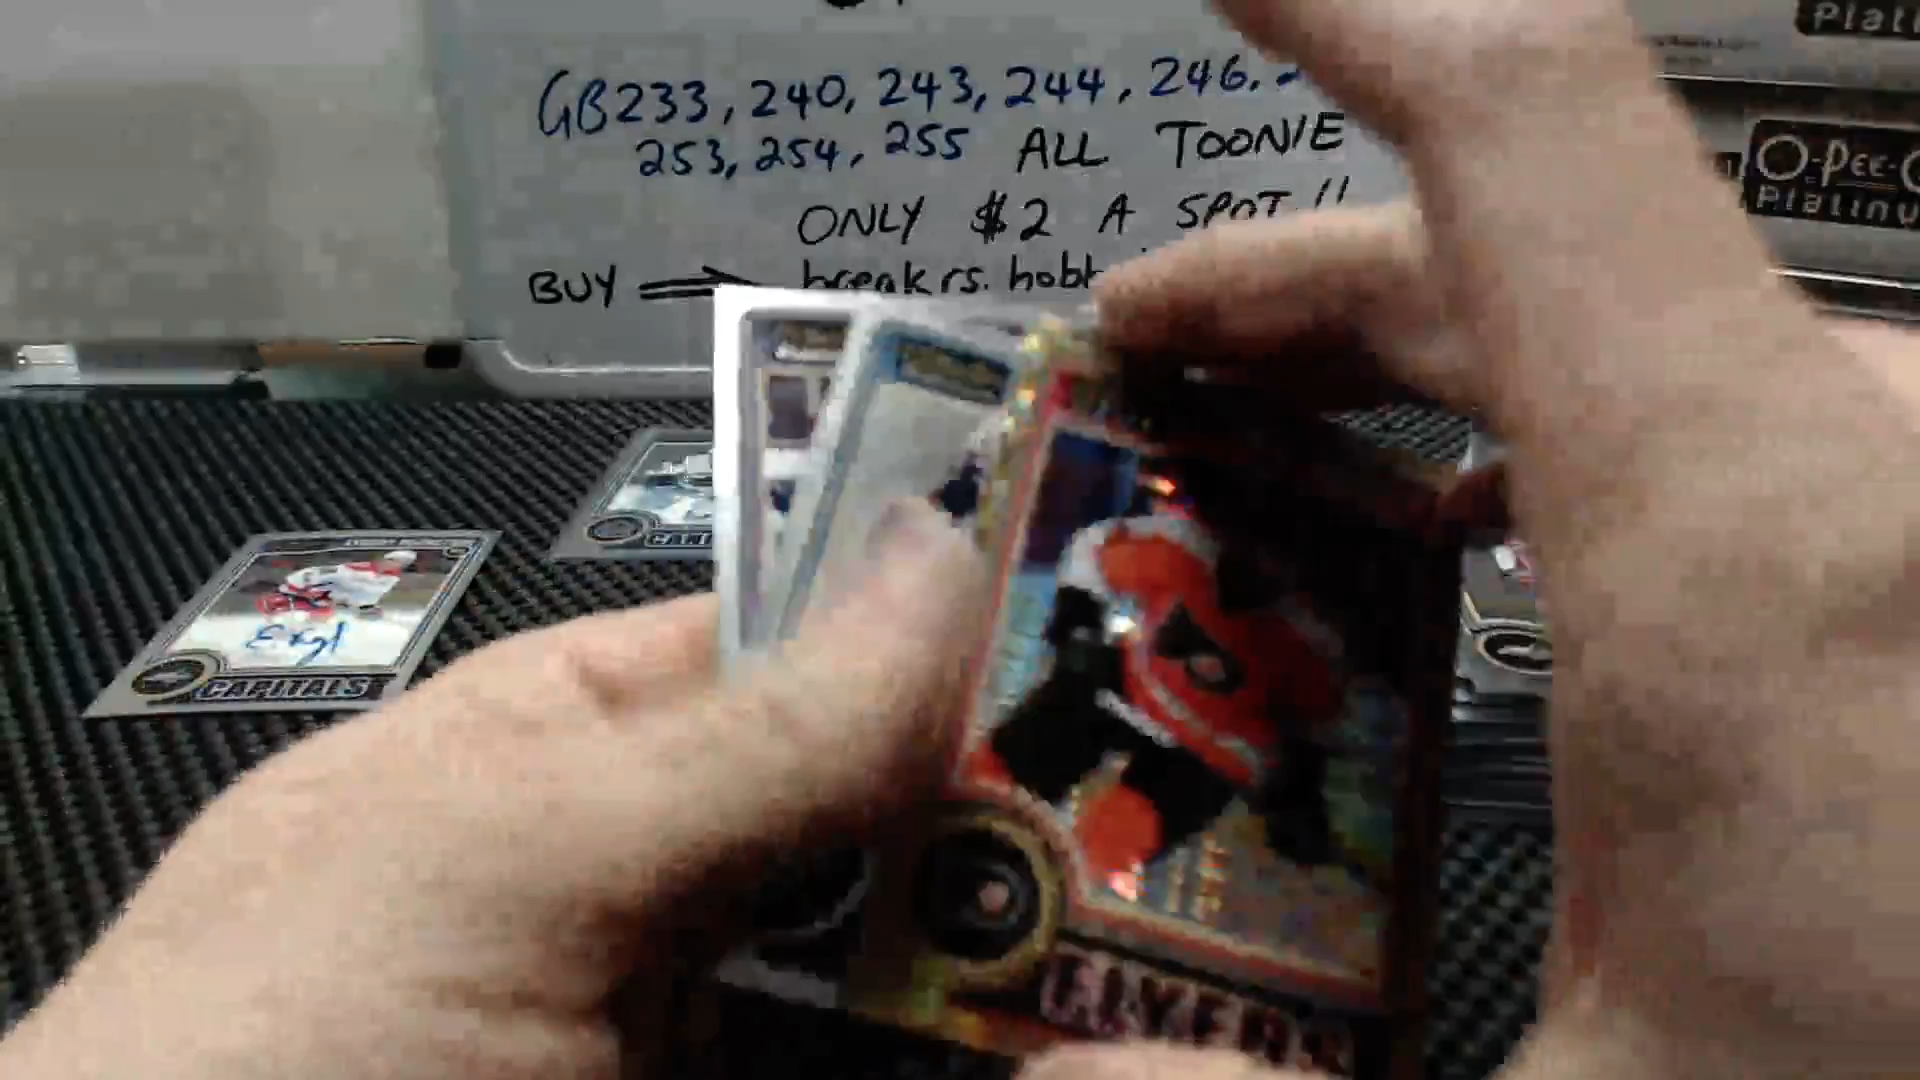 GB233, 240, 243, 244, 246,
253, 254, 255 ALL TOONIE
ONLY $2 A SPOT!!
BUY breakrs. hobb
Plati
O-PEE-C
Platinu
CAPITALS
FLYERS